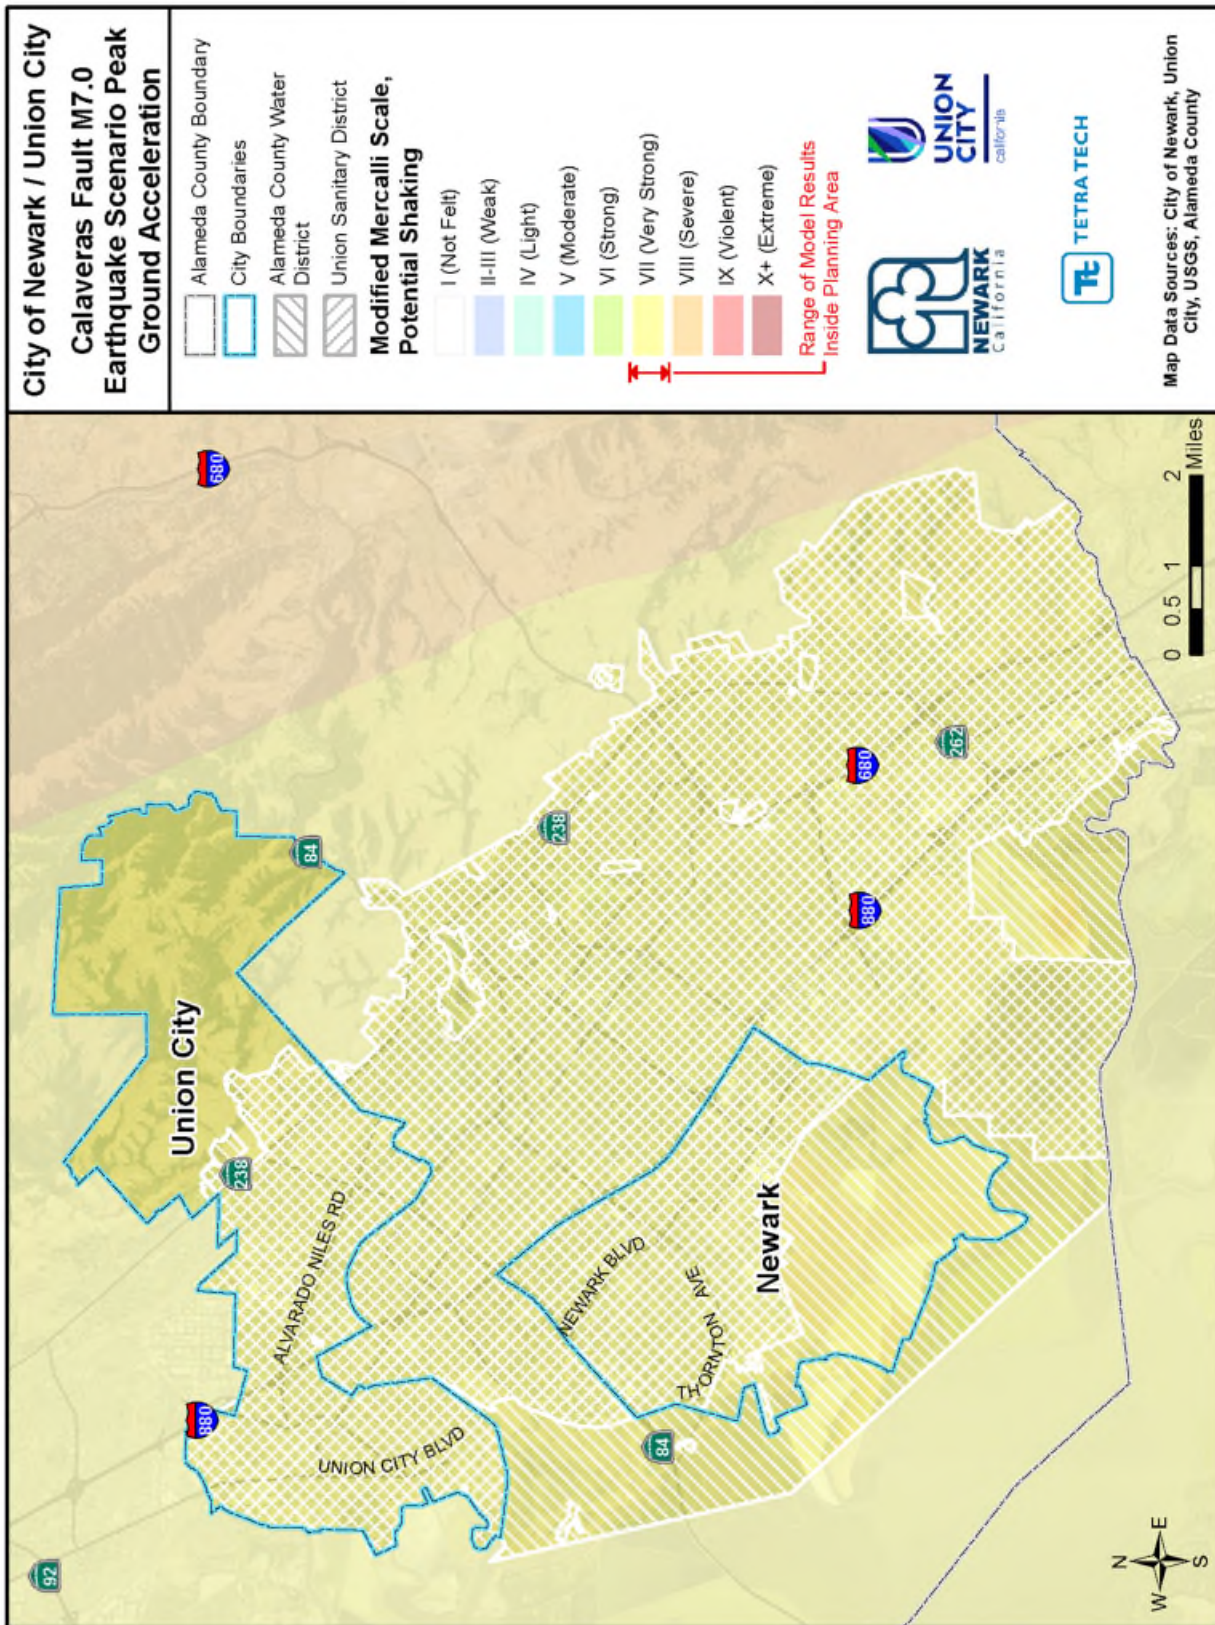 City of Newark / Union City
Calaveras Fault M7.0
Earthquake Scenario Peak
Ground Acceleration
Alameda County Boundary
City Boundaries
Alameda County Water
District
Union Sanitary District
Modified Mercalli Scale,
Potential Shaking
I (Not Felt)
II-III (Weak)
IV (Light)
V (Moderate)
VI (Strong)
VII (Very Strong)
VIII (Severe)
IX (Violent)
X+ (Extreme)
Range of Model Results
Inside Planning Area
NEWARK
California
UNION
CITY
california
Tt TETRA TECH
Map Data Sources: City of Newark, Union
City, USGS, Alameda County
92
880
238
Union City
84
680
ALVARADO NILES RD
UNION CITY BLVD
238
NEWARK BLVD
THORNTON AVE
84
Newark
880
680
262
N
W E
S
0 0.5 1 2
Miles